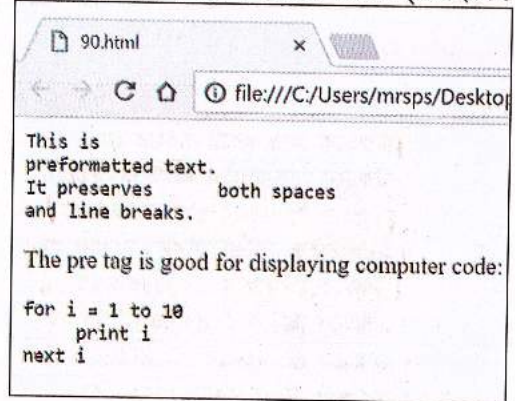 90.html ×
file:///C:/Users/mrsps/Desktop
This is
preformatted text.
It preserves      both spaces
and line breaks.
The pre tag is good for displaying computer code:
for i = 1 to 10
     print i
next i